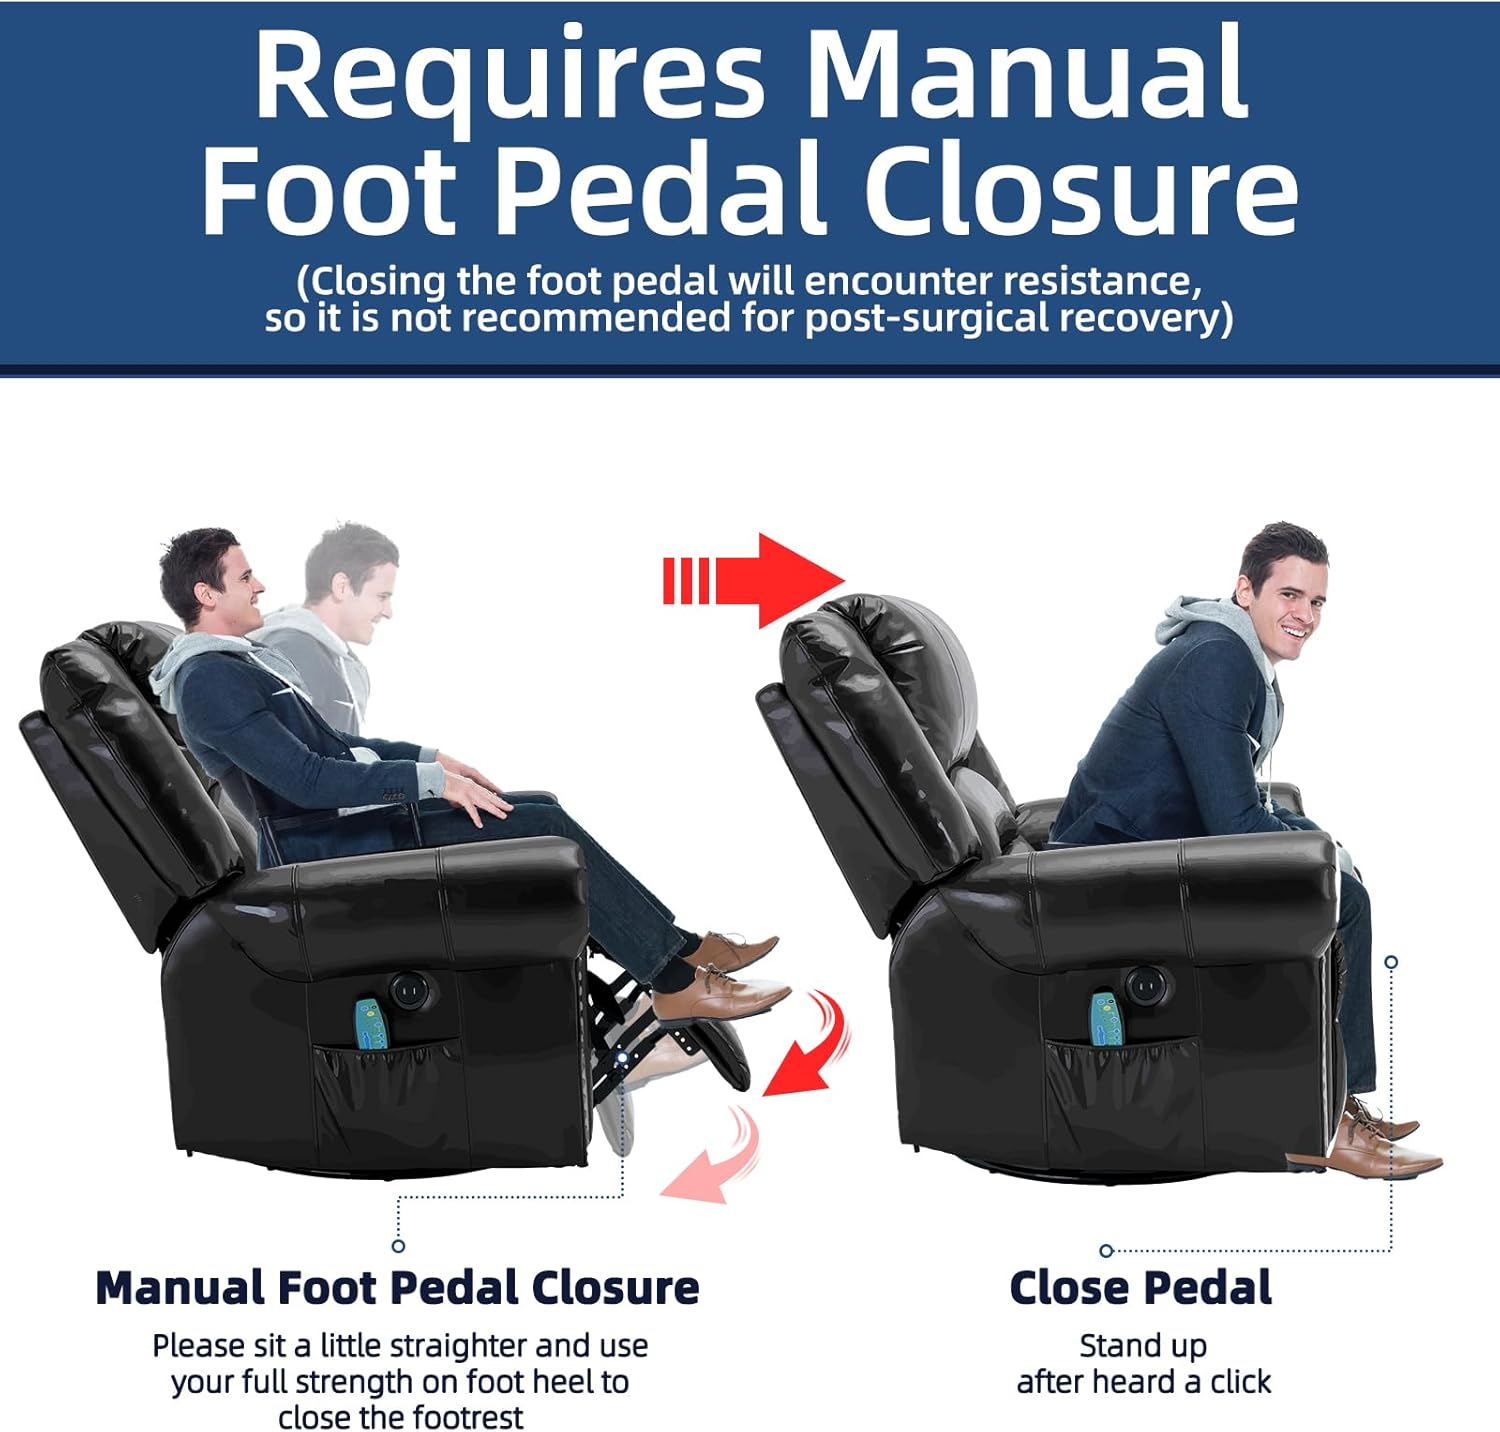 Requires Manual
Foot Pedal Closure
(Closing the foot pedal will encounter resistance,
so it is not recommended for post-surgical recovery)
Manual Foot Pedal Closure
Please sit a little straighter and use
your full strength on foot heel to
close the footrest
Close Pedal
Stand up
after heard a click